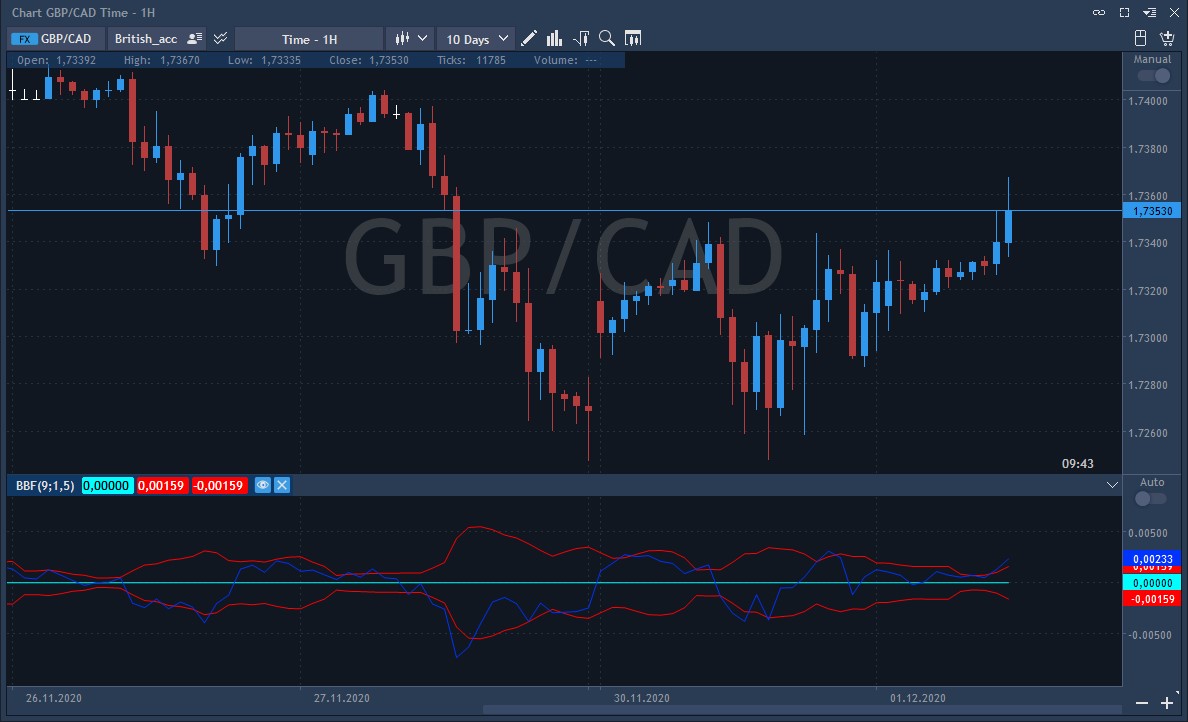 Chart GBP/CAD Time - 1H
FX GBP/CAD British_acc Time - 1H 10 Days
Open: 1,73392 High: 1,73670 Low: 1,73335 Close: 1,73530 Ticks: 11785 Volume: ---
Manual
GBP/CAD
1.74000
1.73800
1.73600
1,73530
1.73400
1.73200
1.73000
1.72800
1.72600
09:43
BBF(9;1,5) 0,00000 0,00159 -0,00159
Auto
0.00500
0,00233
0,00159
0,00000
-0,00159
-0.00500
26.11.2020 27.11.2020 30.11.2020 01.12.2020